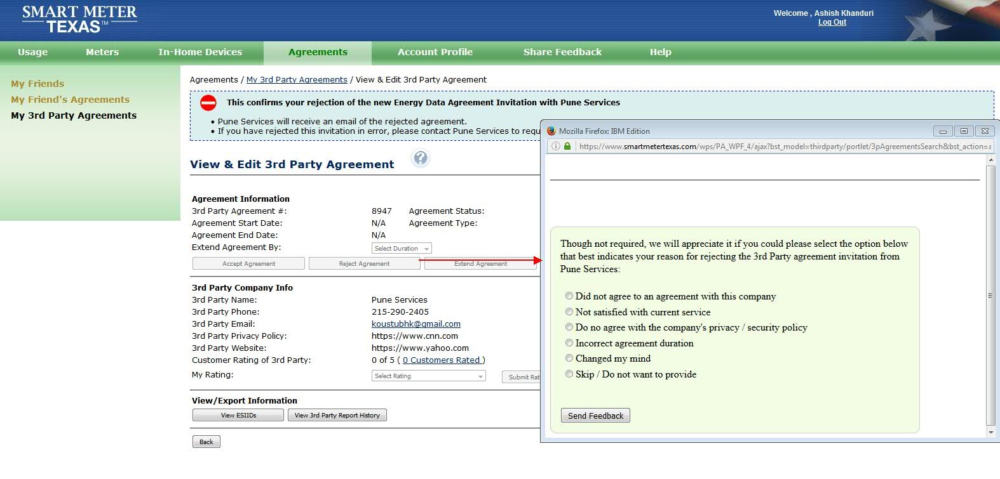 SMART METER
TEXAS™
Welcome , Ashish Khanduri
Log Out
Usage Meters In-Home Devices Agreements Account Profile Share Feedback Help
My Friends
My Friend's Agreements
My 3rd Party Agreements
Agreements / My 3rd Party Agreements / View & Edit 3rd Party Agreement
This confirms your rejection of the new Energy Data Agreement Invitation with Pune Services
• Pune Services will receive an email of the rejected agreement.
• If you have rejected this invitation in error, please contact Pune Services to requ
View & Edit 3rd Party Agreement ?
Agreement Information
3rd Party Agreement #: 8947 Agreement Status:
Agreement Start Date: N/A Agreement Type:
Agreement End Date: N/A
Extend Agreement By: Select Duration
Accept Agreement Reject Agreement Extend Agreement
3rd Party Company Info
3rd Party Name: Pune Services
3rd Party Phone: 215-290-2405
3rd Party Email: koustubhk@gmail.com
3rd Party Privacy Policy: https://www.cnn.com
3rd Party Website: https://www.yahoo.com
Customer Rating of 3rd Party: 0 of 5 ( 0 Customers Rated )
My Rating: Select Rating Submit Rat
View/Export Information
View ESIIDs View 3rd Party Report History
Back
Mozilla Firefox: IBM Edition
https://www.smartmetertexas.com/wps/PA_WPF_4/ajax?bst_model=thirdparty/portlet/3pAgreementsSearch&bst_action=a
Though not required, we will appreciate it if you could please select the option below
that best indicates your reason for rejecting the 3rd Party agreement invitation from
Pune Services:
Did not agree to an agreement with this company
Not satisfied with current service
Do no agree with the company's privacy / security policy
Incorrect agreement duration
Changed my mind
Skip / Do not want to provide
Send Feedback